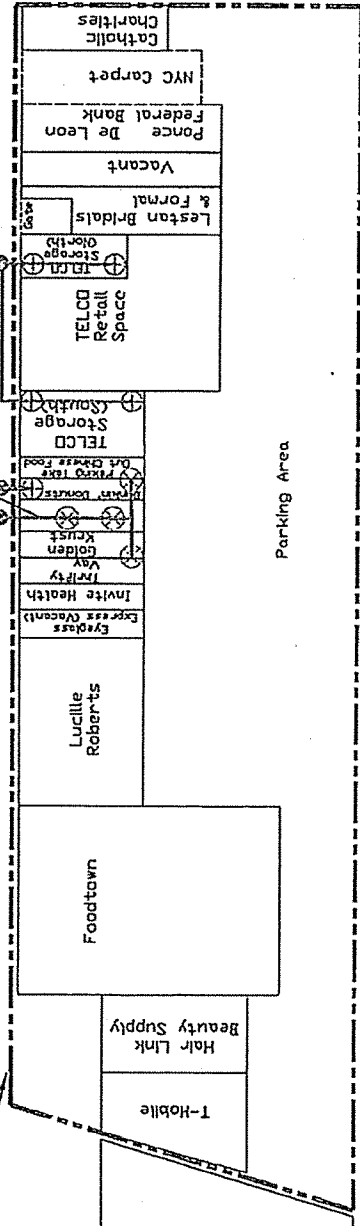 Catholic
Charities
NYC Carpet
Ponce De Leon
Federal Bank
Vacant
Lestan Bridals
& Formal
TELCO
Storage
(North)
TELCO
Retail
Space
TELCO
Storage
(South)
Peking Take
Out Chinese Food
Dunkin' Donuts
Golden
Krust
Thrifty
Way
Invite Health
Eyeglass
Express (Vacant)
Lucille
Roberts
Foodtown
Hair Link
Beauty Supply
T-Mobile
Parking Area